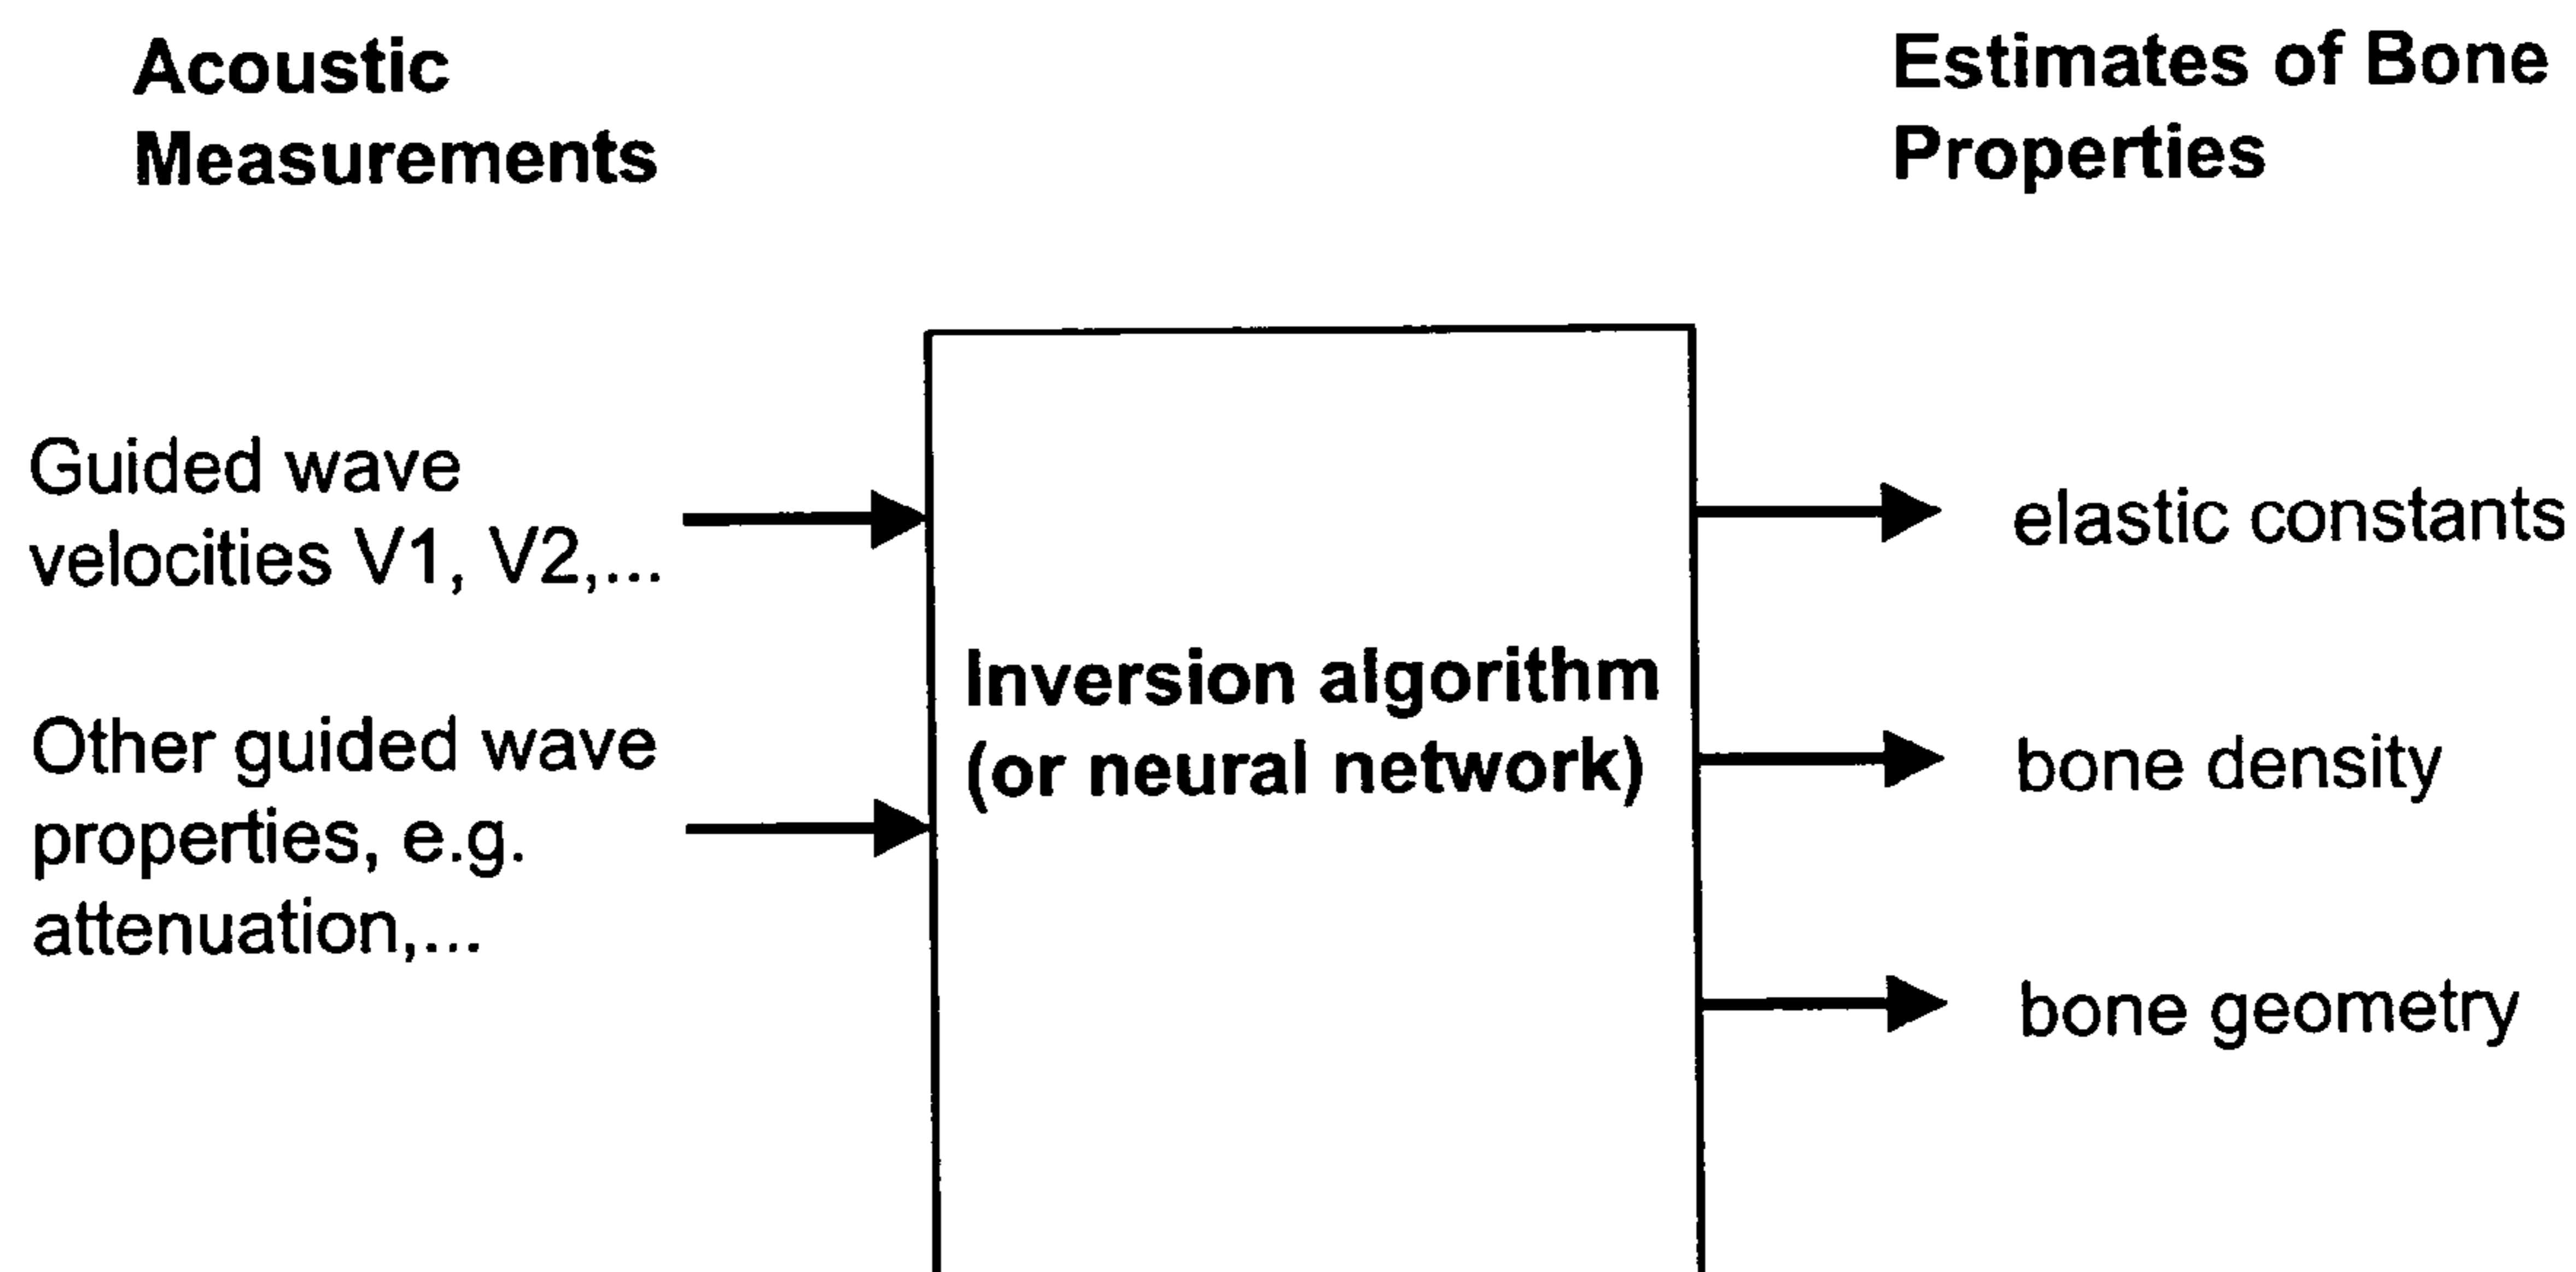 Acoustic
Measurements
Estimates of Bone
Properties
Guided wave
velocities V1, V2,...
Other guided wave
properties, e.g.
attenuation,...
Inversion algorithm
(or neural network)
elastic constants
bone density
bone geometry